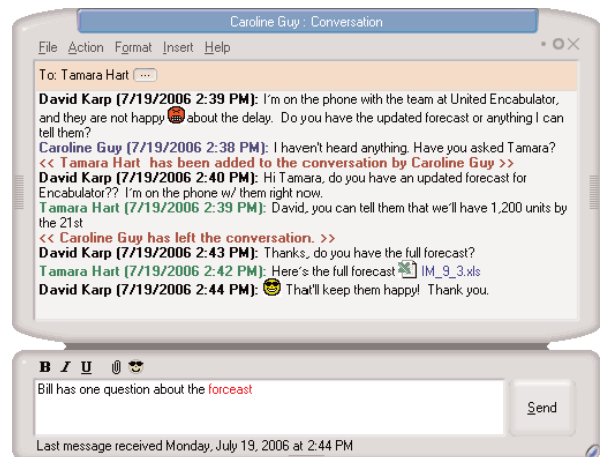 Caroline Guy : Conversation
File Action Format Insert Help
To: Tamara Hart ...
David Karp (7/19/2006 2:39 PM): I'm on the phone with the team at United Encabulator,
and they are not happy about the delay. Do you have the updated forecast or anything I can
tell them?
Caroline Guy (7/19/2006 2:38 PM): I haven't heard anything. Have you asked Tamara?
<< Tamara Hart has been added to the conversation by Caroline Guy >>
David Karp (7/19/2006 2:40 PM): Hi Tamara, do you have an updated forecast for
Encabulator?? I'm on the phone w/ them right now.
Tamara Hart (7/19/2006 2:39 PM): David, you can tell them that we'll have 1,200 units by
the 21st
<< Caroline Guy has left the conversation. >>
David Karp (7/19/2006 2:43 PM): Thanks, do you have the full forecast?
Tamara Hart (7/19/2006 2:42 PM): Here's the full forecast IM_9_3.xls
David Karp (7/19/2006 2:44 PM): That'll keep them happy! Thank you.
B I U
Bill has one question about the forceast
Send
Last message received Monday, July 19, 2006 at 2:44 PM